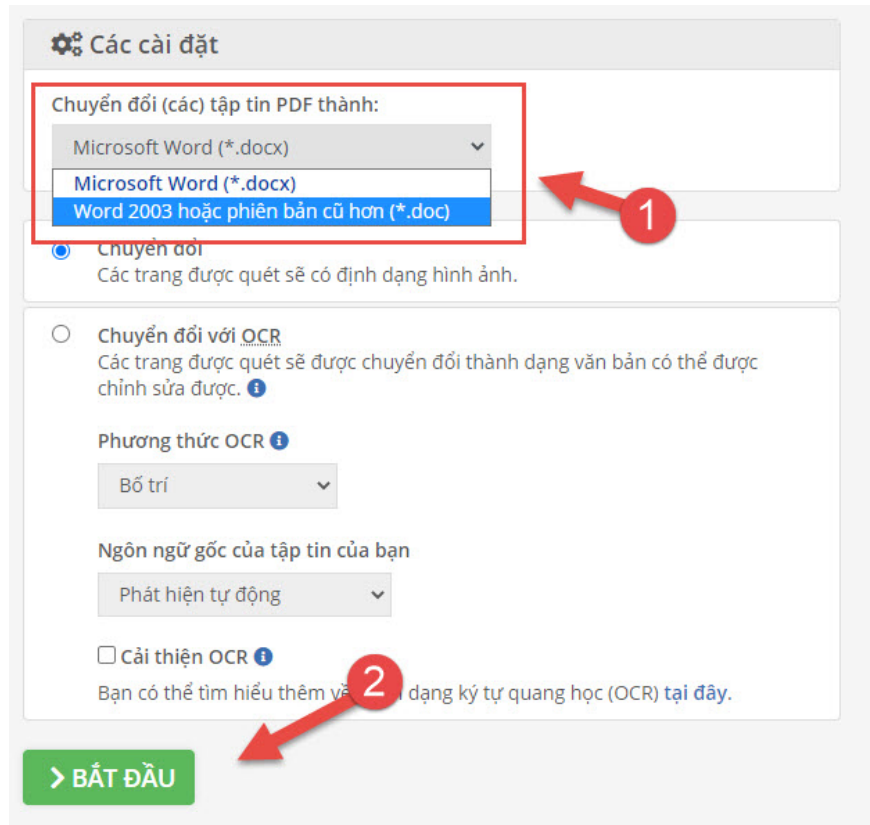 Các cài đặt
Chuyển đổi (các) tập tin PDF thành:
Microsoft Word (*.docx)
Microsoft Word (*.docx)
Word 2003 hoặc phiên bản cũ hơn (*.doc)
1
Chuyển đổi
Các trang được quét sẽ có định dạng hình ảnh.
Chuyển đổi với OCR
Các trang được quét sẽ được chuyển đổi thành dạng văn bản có thể được
chỉnh sửa được.
Phương thức OCR
Bố trí
Ngôn ngữ gốc của tập tin của bạn
Phát hiện tự động
Cải thiện OCR
2
Bạn có thể tìm hiểu thêm về dạng ký tự quang học (OCR) tại đây.
BẮT ĐẦU